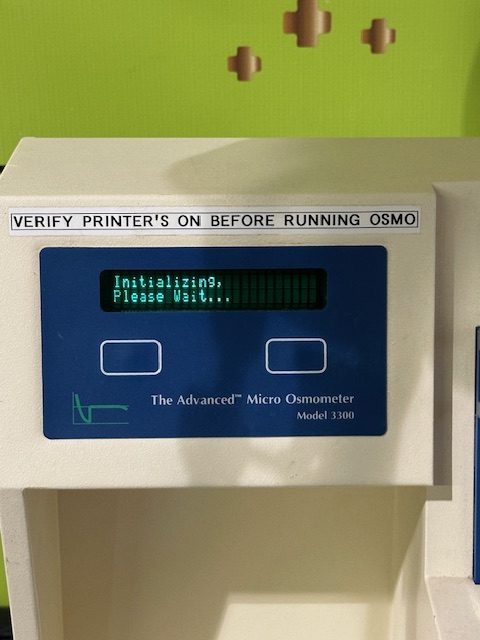 VERIFY PRINTER'S ON BEFORE RUNNING OSMO
Initializing,
Please Wait...
The Advanced™ Micro Osmometer
Model 3300